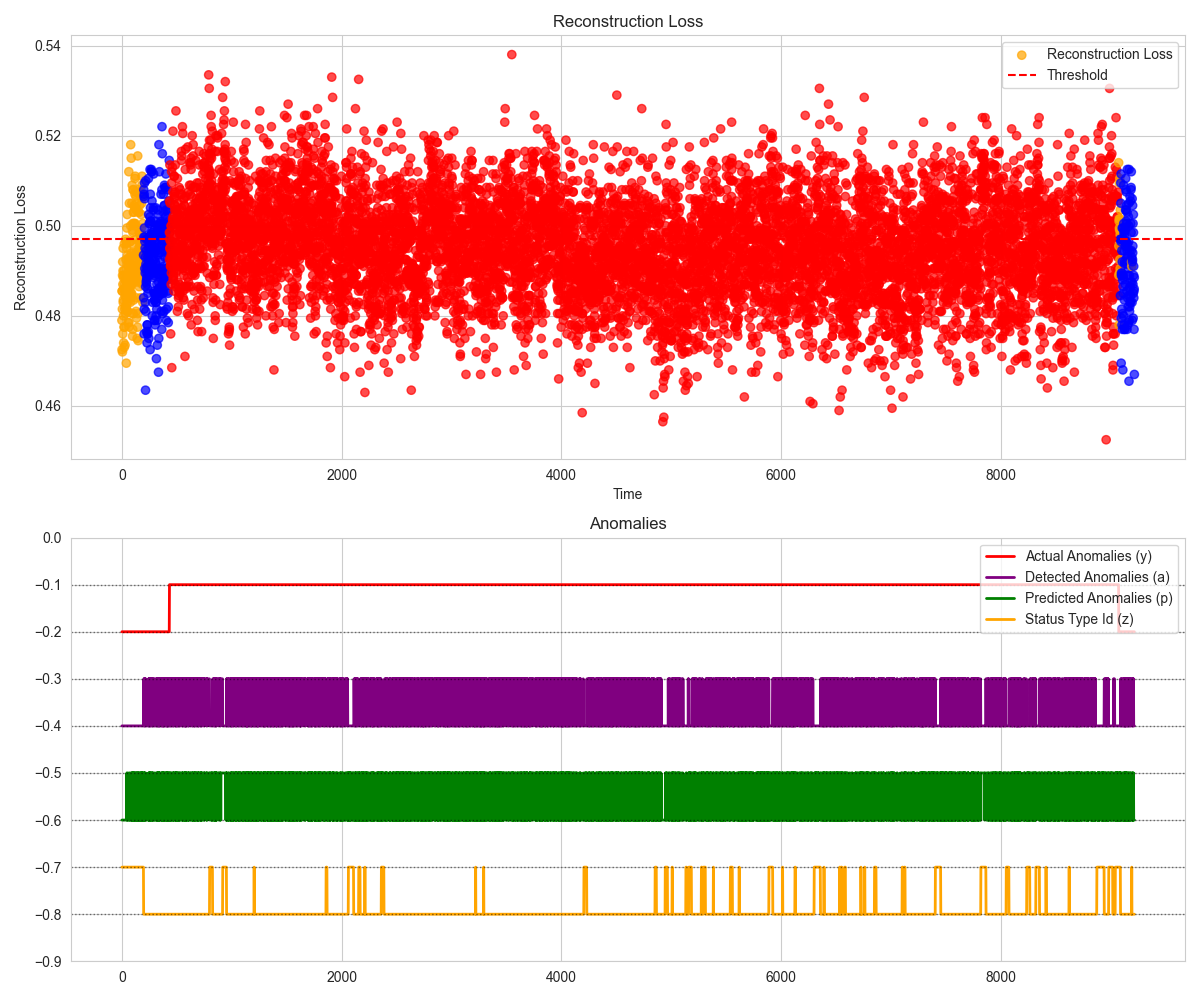 Reconstruction Loss
0.54
0.52
0.50
0.48
0.46
Reconstruction Loss
Reconstruction Loss
Threshold
0
2000
4000
6000
8000
Time
Anomalies
0.0
−0.1
−0.2
−0.3
−0.4
−0.5
−0.6
−0.7
−0.8
−0.9
Actual Anomalies (y)
Detected Anomalies (a)
Predicted Anomalies (p)
Status Type Id (z)
0
2000
4000
6000
8000